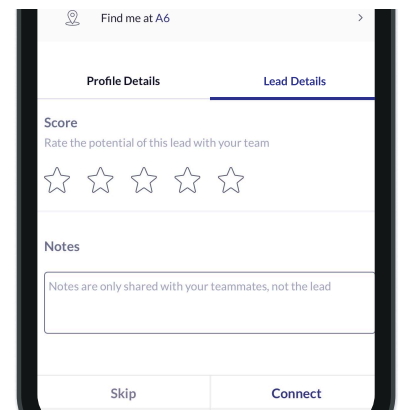 Find me at A6
Profile Details
Lead Details
Score
Rate the potential of this lead with your team
Notes
Notes are only shared with your teammates, not the lead
Skip
Connect